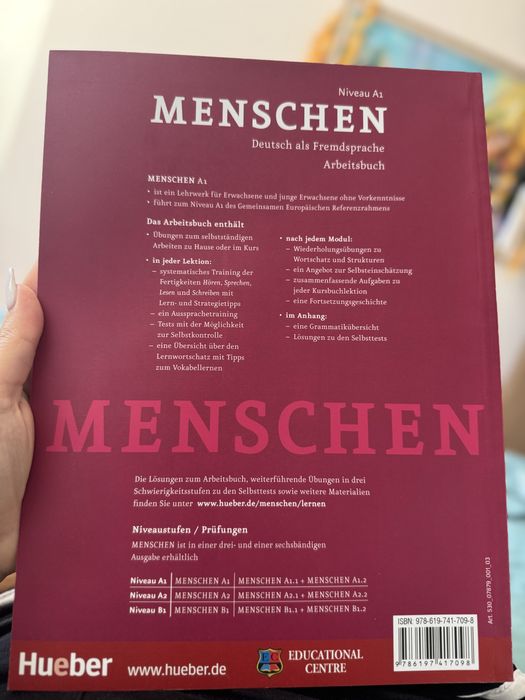 Niveau A1
MENSCHEN
Deutsch als Fremdsprache
Arbeitsbuch
MENSCHEN A1
• ist ein Lehrwerk für Erwachsene und junge Erwachsene ohne Vorkenntnisse
• führt zum Niveau A1 des Gemeinsamen Europäischen Referenzrahmens
Das Arbeitsbuch enthält
• Übungen zum selbstständigen
Arbeiten zu Hause oder im Kurs
• in jeder Lektion:
– systematisches Training der
Fertigkeiten Hören, Sprechen,
Lesen und Schreiben mit
Lern- und Strategietipps
– ein Aussprachetraining
– Tests mit der Möglichkeit
zur Selbstkontrolle
– eine Übersicht über den
Lernwortschatz mit Tipps
zum Vokabellernen
• nach jedem Modul:
– Wiederholungsübungen zu
Wortschatz und Strukturen
– ein Angebot zur Selbsteinschätzung
– zusammenfassende Aufgaben zu
jeder Kursbuchlektion
– eine Fortsetzungsgeschichte
• im Anhang:
– eine Grammatikübersicht
– Lösungen zu den Selbsttests
MENSCHEN
Die Lösungen zum Arbeitsbuch, weiterführende Übungen in drei
Schwierigkeitsstufen zu den Selbsttests sowie weitere Materialien
finden Sie unter www.hueber.de/menschen/lernen
Niveaustufen / Prüfungen
MENSCHEN ist in einer drei- und einer sechsbändigen
Ausgabe erhältlich
Niveau A1 MENSCHEN A1 MENSCHEN A1.1 + MENSCHEN A1.2
Niveau A2 MENSCHEN A2 MENSCHEN A2.1 + MENSCHEN A2.2
Niveau B1 MENSCHEN B1 MENSCHEN B1.1 + MENSCHEN B1.2
Art. 530_07879_001_03
ISBN: 978-619-741-709-8
9 786197 417098
Hueber
www.hueber.de
EC
EDUCATIONAL
CENTRE